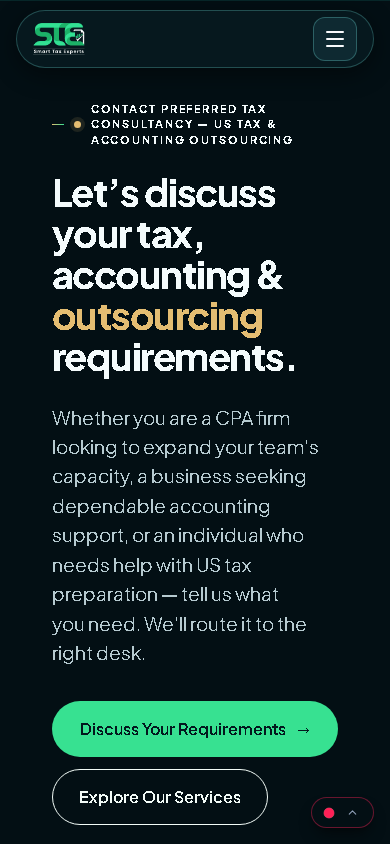 STE
Smart Tax Experts
CONTACT PREFERRED TAX
CONSULTANCY — US TAX &
ACCOUNTING OUTSOURCING
Let’s discuss
your tax,
accounting &
outsourcing
requirements.
Whether you are a CPA firm
looking to expand your team’s
capacity, a business seeking
dependable accounting
support, or an individual who
needs help with US tax
preparation — tell us what
you need. We’ll route it to the
right desk.
Discuss Your Requirements →
Explore Our Services